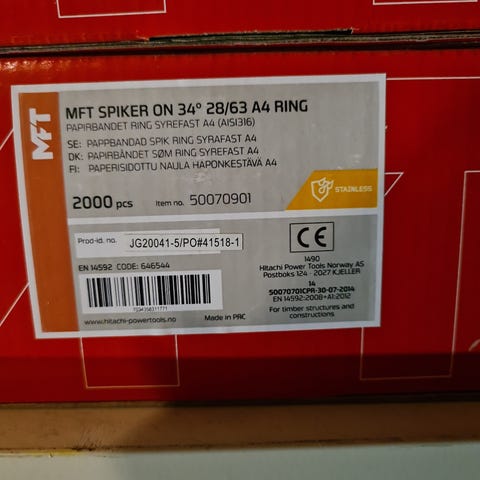 MFT
MFT SPIKER ON 34° 28/63 A4 RING
PAPIRBANDET RING SYREFAST A4 (AISI316)
SE: PAPPBANDAD SPIK RING SYRAFAST A4
DK: PAPIRBÅNDET SØM RING SYREFAST A4
FI: PAPERISIDOTTU NAULA HAPONKESTÄVÄ A4
2000 pcs Item no. 50070901
STAINLESS
Prod-id. no. JG20041-5/PO#41518-1
EN 14592 CODE: 646544
www.hitachi-powertools.no Made in PRC
CE
1490
Hitachi Power Tools Norway AS
Postboks 124 - 2027 KJELLER
14
50070701CPR-30-07-2014
EN 14592:2008+A1:2012
For timber structures and
constructions